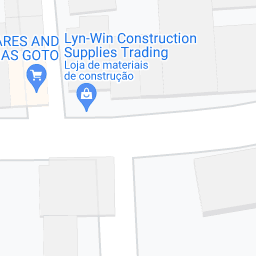 ARES AND
AS GOTO
Lyn-Win Construction
Supplies Trading
Loja de materiais
de construção